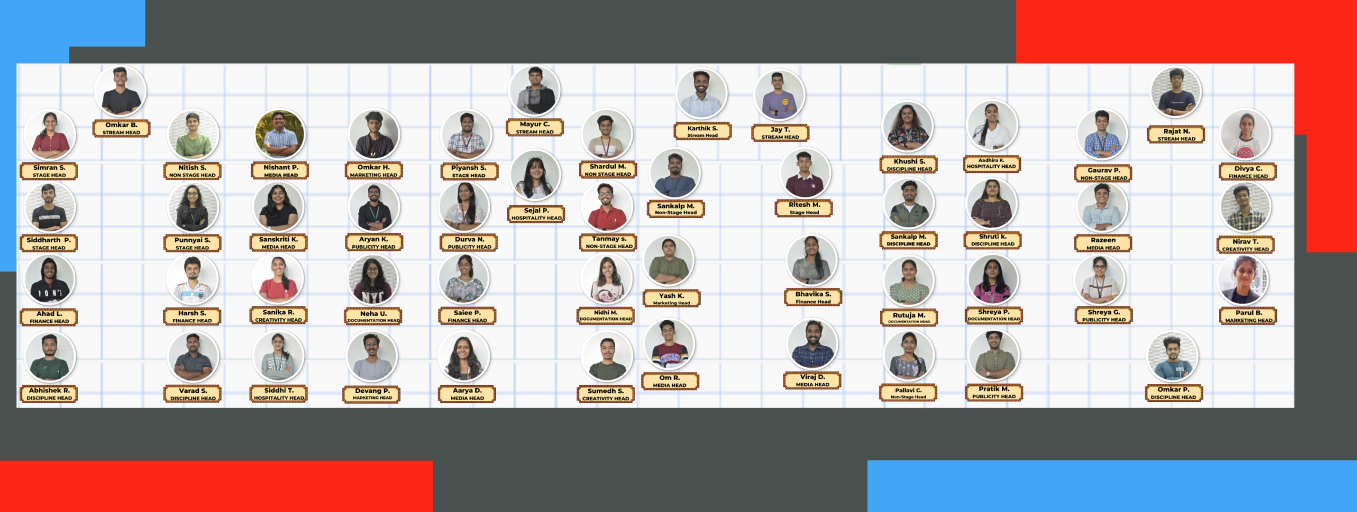 Omkar B.
STREAM HEAD
Mayur C.
STREAM HEAD
Karthik S.
Stream Head
Jay T.
STREAM HEAD
Rajat N.
STREAM HEAD
Simran S.
STAGE HEAD
Nitish S.
NON STAGE HEAD
Nishant P.
MEDIA HEAD
Omkar H.
MARKETING HEAD
Piyansh S.
STAGE HEAD
Shardul M.
NON STAGE HEAD
Khushi S.
DISCIPLINE HEAD
Aadhira K.
HOSPITALITY HEAD
Gaurav P.
NON-STAGE HEAD
Divya C.
FINANCE HEAD
Sejal P.
HOSPITALITY HEAD
Sankalp M.
Non-Stage Head
Ritesh M.
Stage Head
Siddharth P.
STAGE HEAD
Punnyai S.
STAGE HEAD
Sanskriti K.
MEDIA HEAD
Aryan K.
PUBLICITY HEAD
Durva N.
PUBLICITY HEAD
Tanmay s.
NON-STAGE HEAD
Sankalp M.
DISCIPLINE HEAD
Shruti k.
DISCIPLINE HEAD
Razeen
MEDIA HEAD
Nirav T.
CREATIVITY HEAD
Yash K.
Marketing Head
Bhavika S.
Finance Head
Ahad L.
FINANCE HEAD
Harsh S.
FINANCE HEAD
Sanika R.
CREATIVITY HEAD
Neha U.
DOCUMENTATION HEAD
Saiee P.
FINANCE HEAD
Nidhi M.
DOCUMENTATION HEAD
Rutuja M.
DOCUMENTATION HEAD
Shreya P.
DOCUMENTATION HEAD
Shreya G.
PUBLICITY HEAD
Parul B.
MARKETING HEAD
Om R.
MEDIA HEAD
Viraj D.
MEDIA HEAD
Abhishek R.
DISCIPLINE HEAD
Varad S.
DISCIPLINE HEAD
Siddhi T.
HOSPITALITY HEAD
Devang P.
MARKETING HEAD
Aarya D.
MEDIA HEAD
Sumedh S.
CREATIVITY HEAD
Pallavi C.
Non-Stage Head
Pratik M.
PUBLICITY HEAD
Omkar P.
DISCIPLINE HEAD